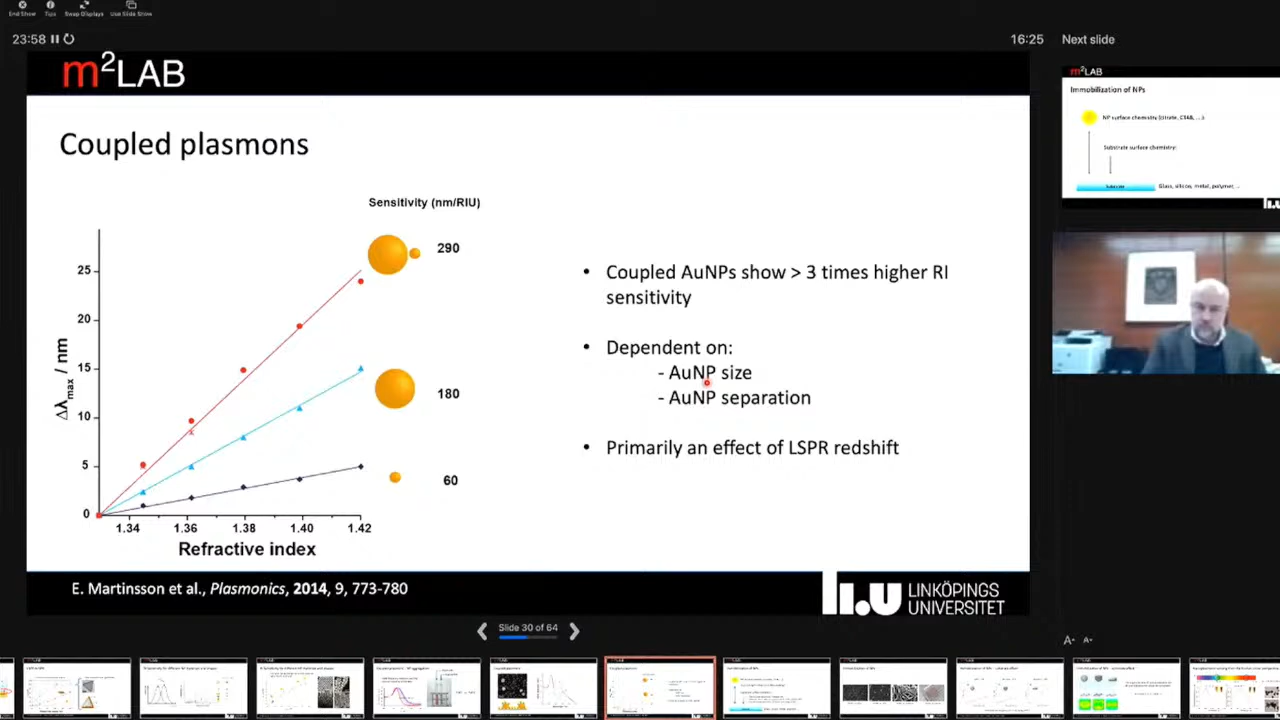 End Show
Tips
Swap Displays
Use Slide Show
23:58
16:25
Next slide
m²LAB
Coupled plasmons
Sensitivity (nm/RIU)
290
180
60
25
20
15
10
5
0
Δλmax / nm
1.34 1.36 1.38 1.40 1.42
Refractive index
• Coupled AuNPs show > 3 times higher RI
sensitivity
• Dependent on:
- AuNP size
- AuNP separation
• Primarily an effect of LSPR redshift
E. Martinsson et al., Plasmonics, 2014, 9, 773-780
LiU LINKÖPINGS
UNIVERSITET
m²LAB
Immobilization of NPs
NP surface chemistry (citrate, CTAB, ...)
Substrate surface chemistry:
Substrate
Glass, silicon, metal, polymer, ..
Slide 30 of 64
A A